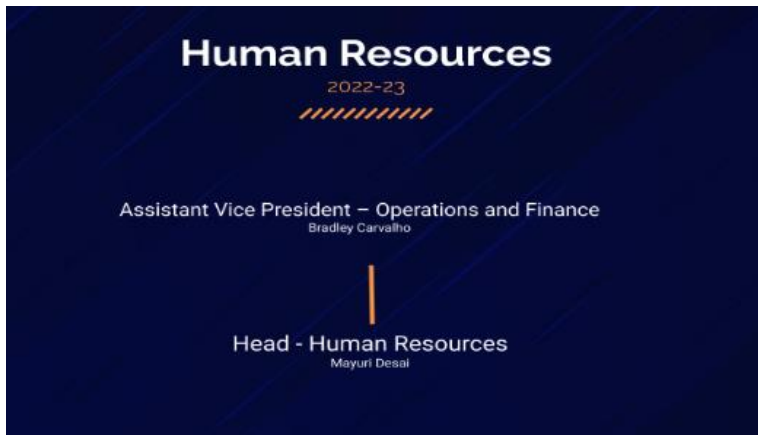 Human Resources
2022-23
Assistant Vice President – Operations and Finance
Bradley Carvalho
Head - Human Resources
Mayuri Desai